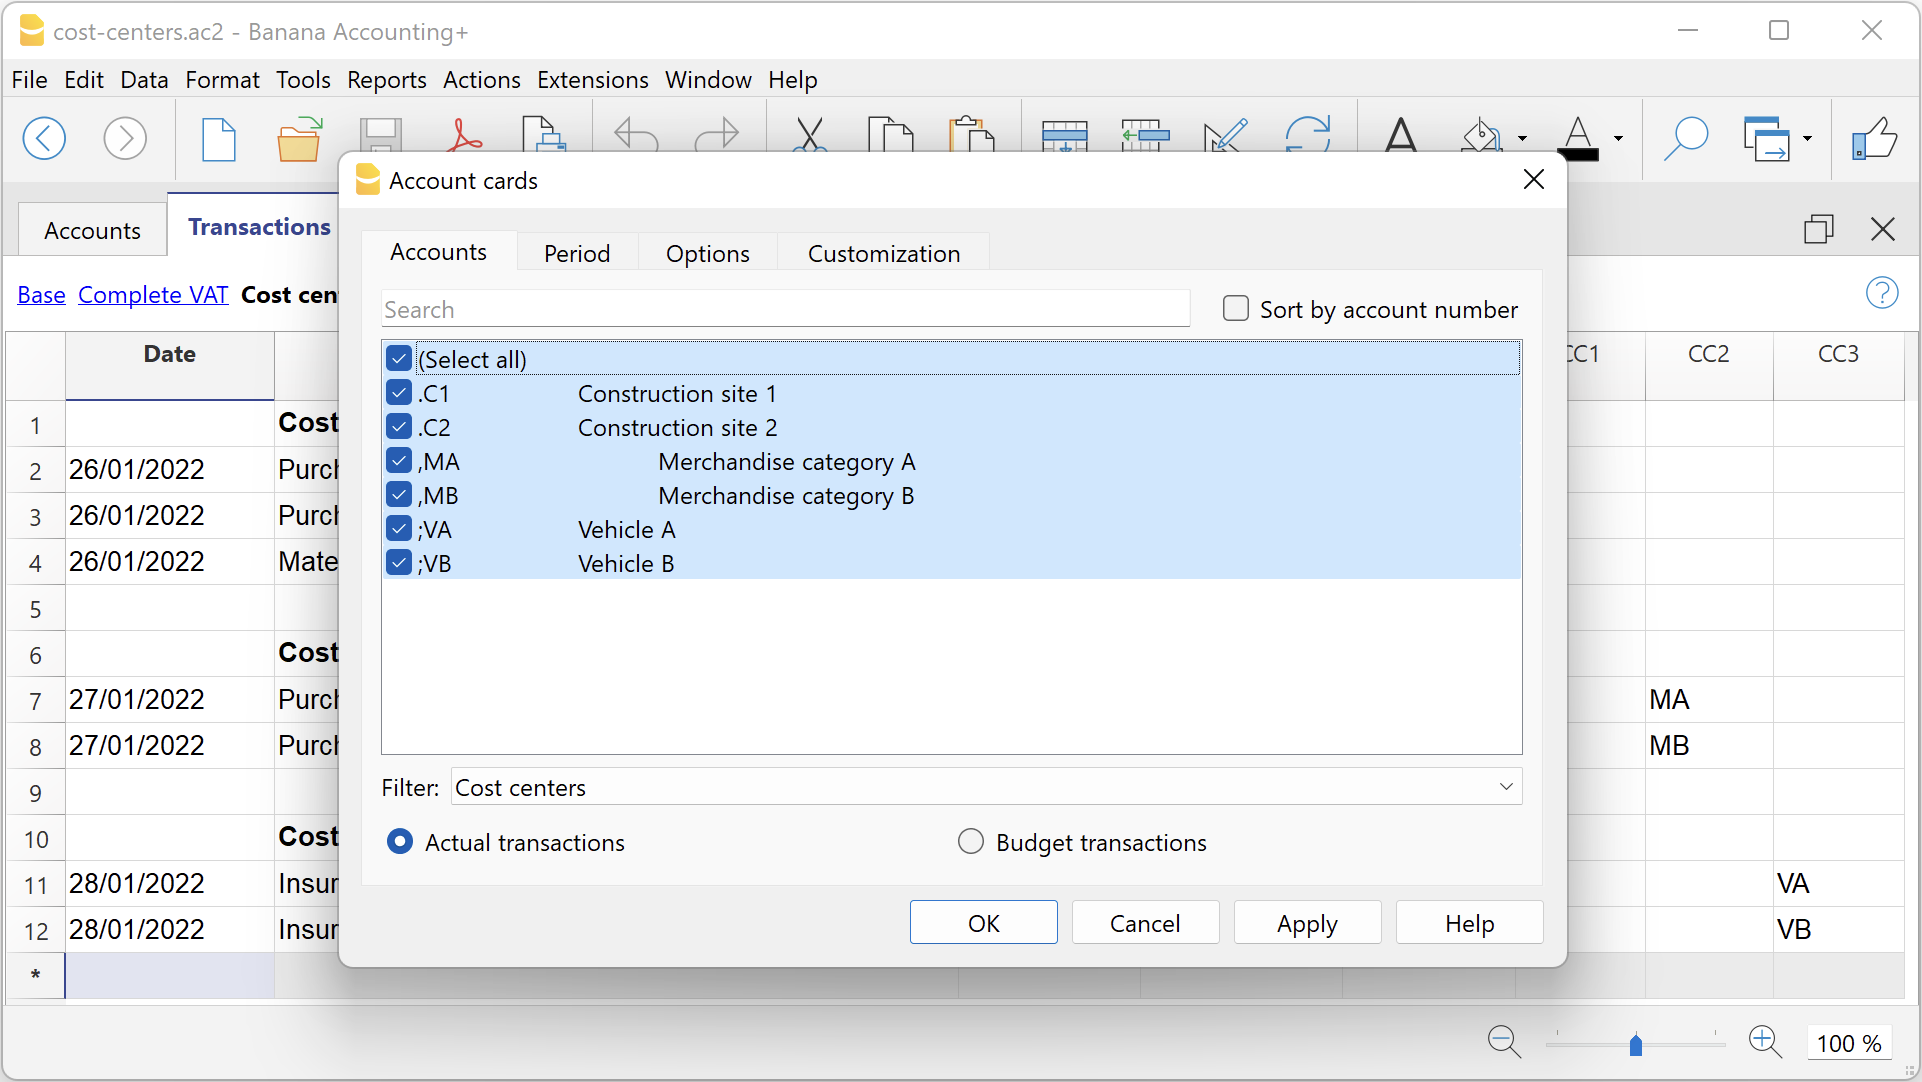 cost-centers.ac2 - Banana Accounting+
File Edit Data Format Tools Reports Actions Extensions Window Help
Account cards
Accounts Transactions
Accounts Period Options Customization
Base Complete VAT Cost cen
Search
Sort by account number
Date CC1 CC2 CC3
(Select all)
.C1 Construction site 1
.C2 Construction site 2
,MA Merchandise category A
,MB Merchandise category B
;VA Vehicle A
;VB Vehicle B
1 Cost
2 26/01/2022 Purch
3 26/01/2022 Purch
4 26/01/2022 Mate
5
6 Cost
7 27/01/2022 Purch MA
8 27/01/2022 Purch MB
9
10 Cost
11 28/01/2022 Insur VA
12 28/01/2022 Insur VB
*
Filter: Cost centers
Actual transactions Budget transactions
OK Cancel Apply Help
100 %